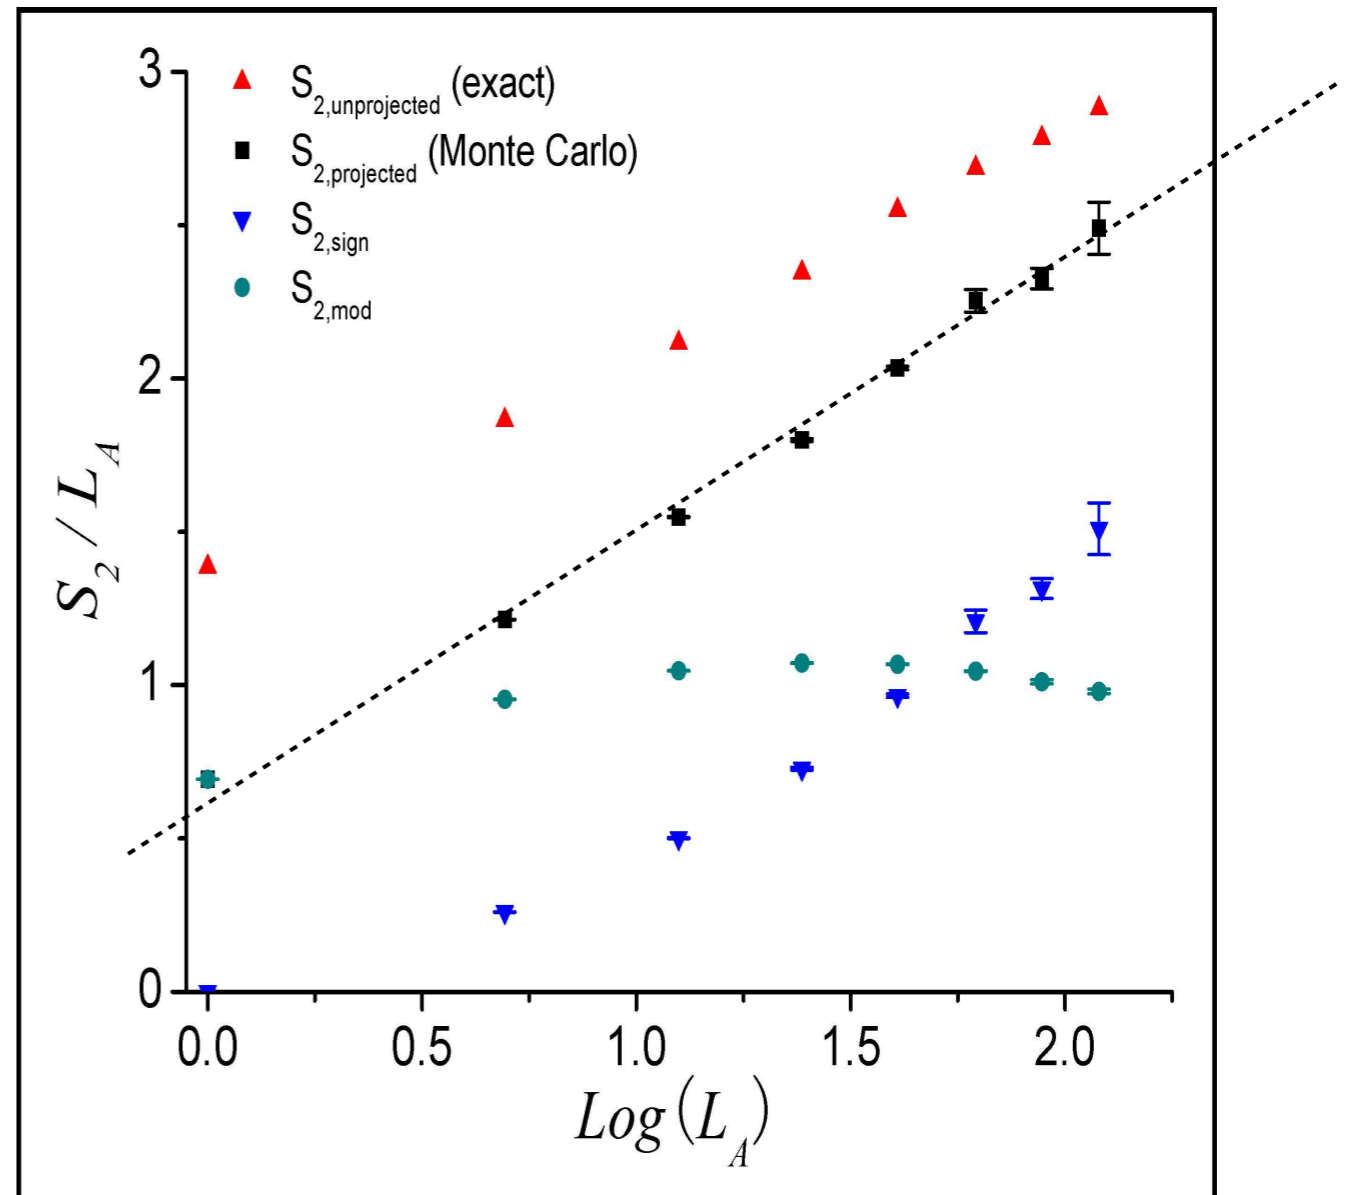 3
S2,unprojected (exact)
S2,projected (Monte Carlo)
S2,sign
S2,mod
2
S2 / LA
1
0
0.0 0.5 1.0 1.5 2.0
Log(LA)